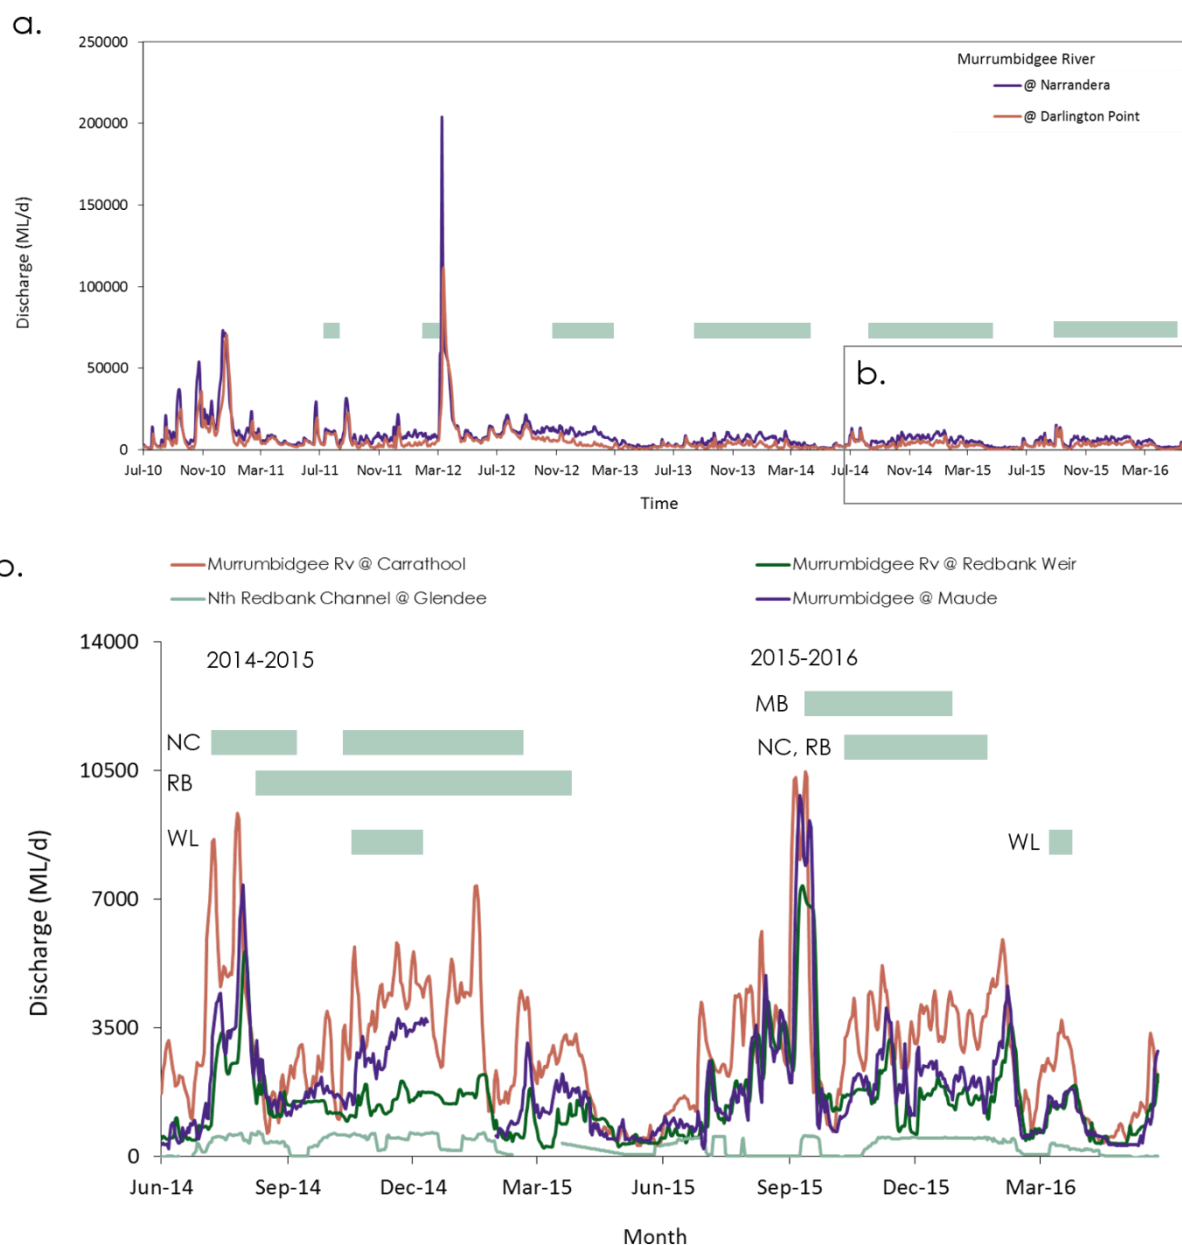 a.
250000
Murrumbidgee River
@ Narrandera
@ Darlington Point
200000
150000
100000
50000
0
Discharge (ML/d)
b.
Jul-10 Nov-10 Mar-11 Jul-11 Nov-11 Mar-12 Jul-12 Nov-12 Mar-13 Jul-13 Nov-13 Mar-14 Jul-14 Nov-14 Mar-15 Jul-15 Nov-15 Mar-16
Time
b.
Murrumbidgee Rv @ Carrathool Murrumbidgee Rv @ Redbank Weir
Nth Redbank Channel @ Glendee Murrumbidgee @ Maude
14000
2014-2015 2015-2016
MB
NC NC, RB
10500
RB
WL WL
7000
3500
0
Discharge (ML/d)
Jun-14 Sep-14 Dec-14 Mar-15 Jun-15 Sep-15 Dec-15 Mar-16
Month